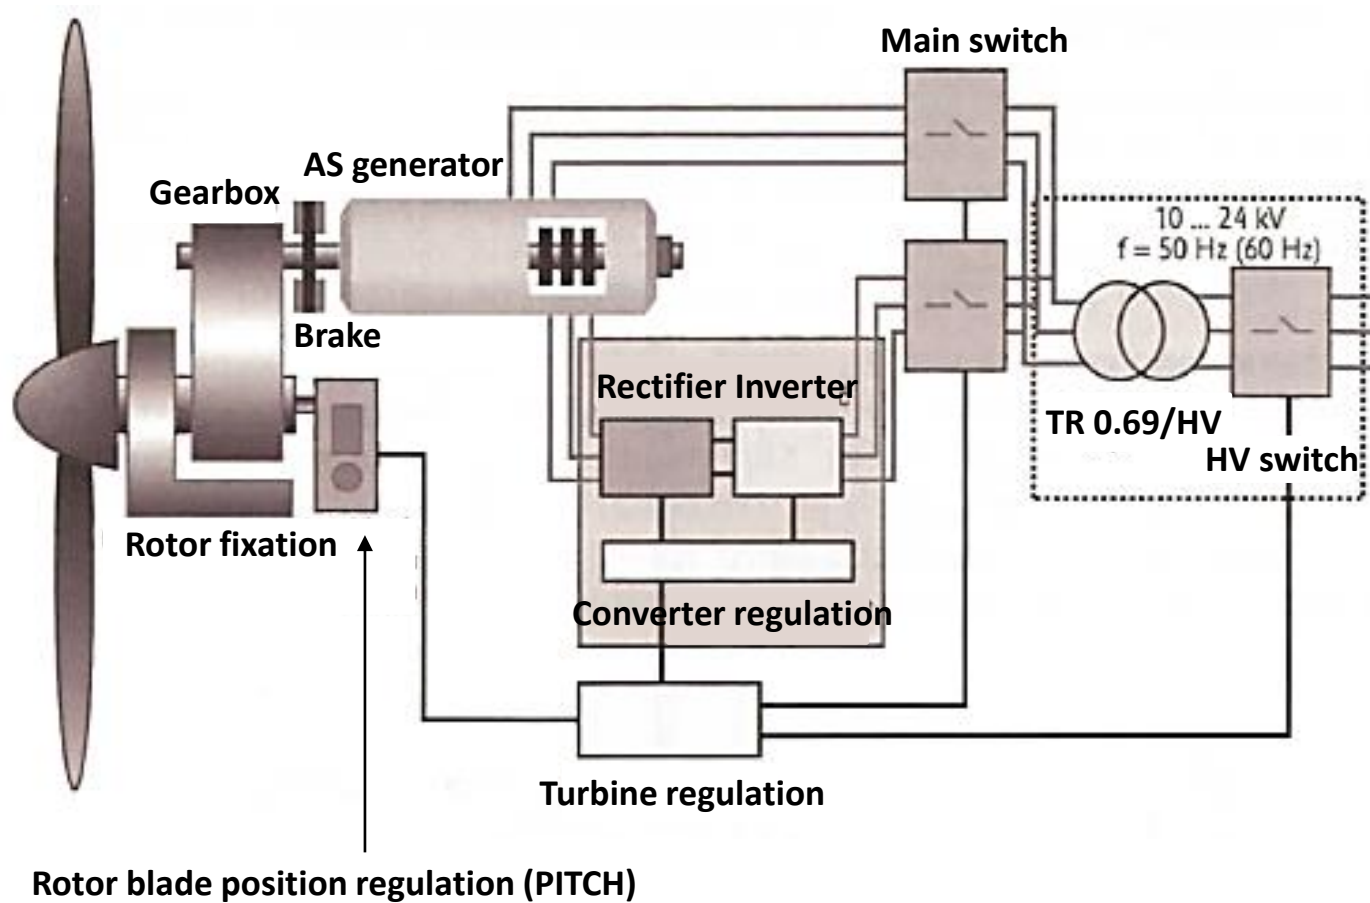 Main switch
AS generator
Gearbox
10 ... 24 kV
f = 50 Hz (60 Hz)
Brake
Rectifier Inverter
TR 0.69/HV
HV switch
Rotor fixation
Converter regulation
Turbine regulation
Rotor blade position regulation (PITCH)